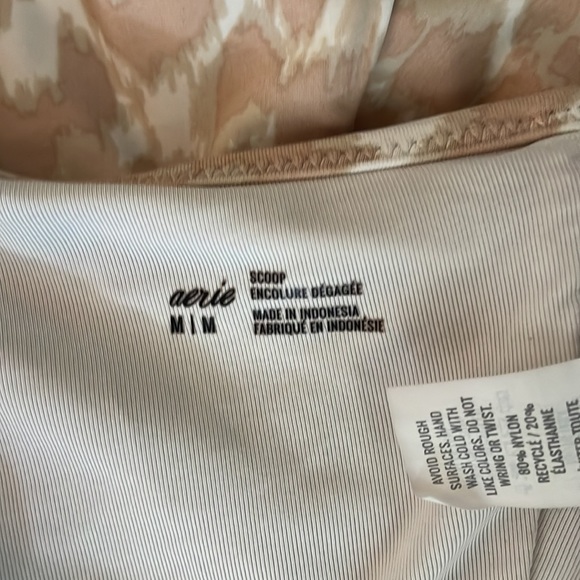 aerie
M | M
SCOOP
ENCOLURE DÉGAGÉE
MADE IN INDONESIA
FABRIQUÉ EN INDONÉSIE
AVOID ROUGH
SURFACES. HAND
WASH COLD WITH
LIKE COLORS. DO NOT
WRING OR TWIST.
80% NYLON
RECYCLÉ / 20%
ÉLASTHANNE
TOUTE